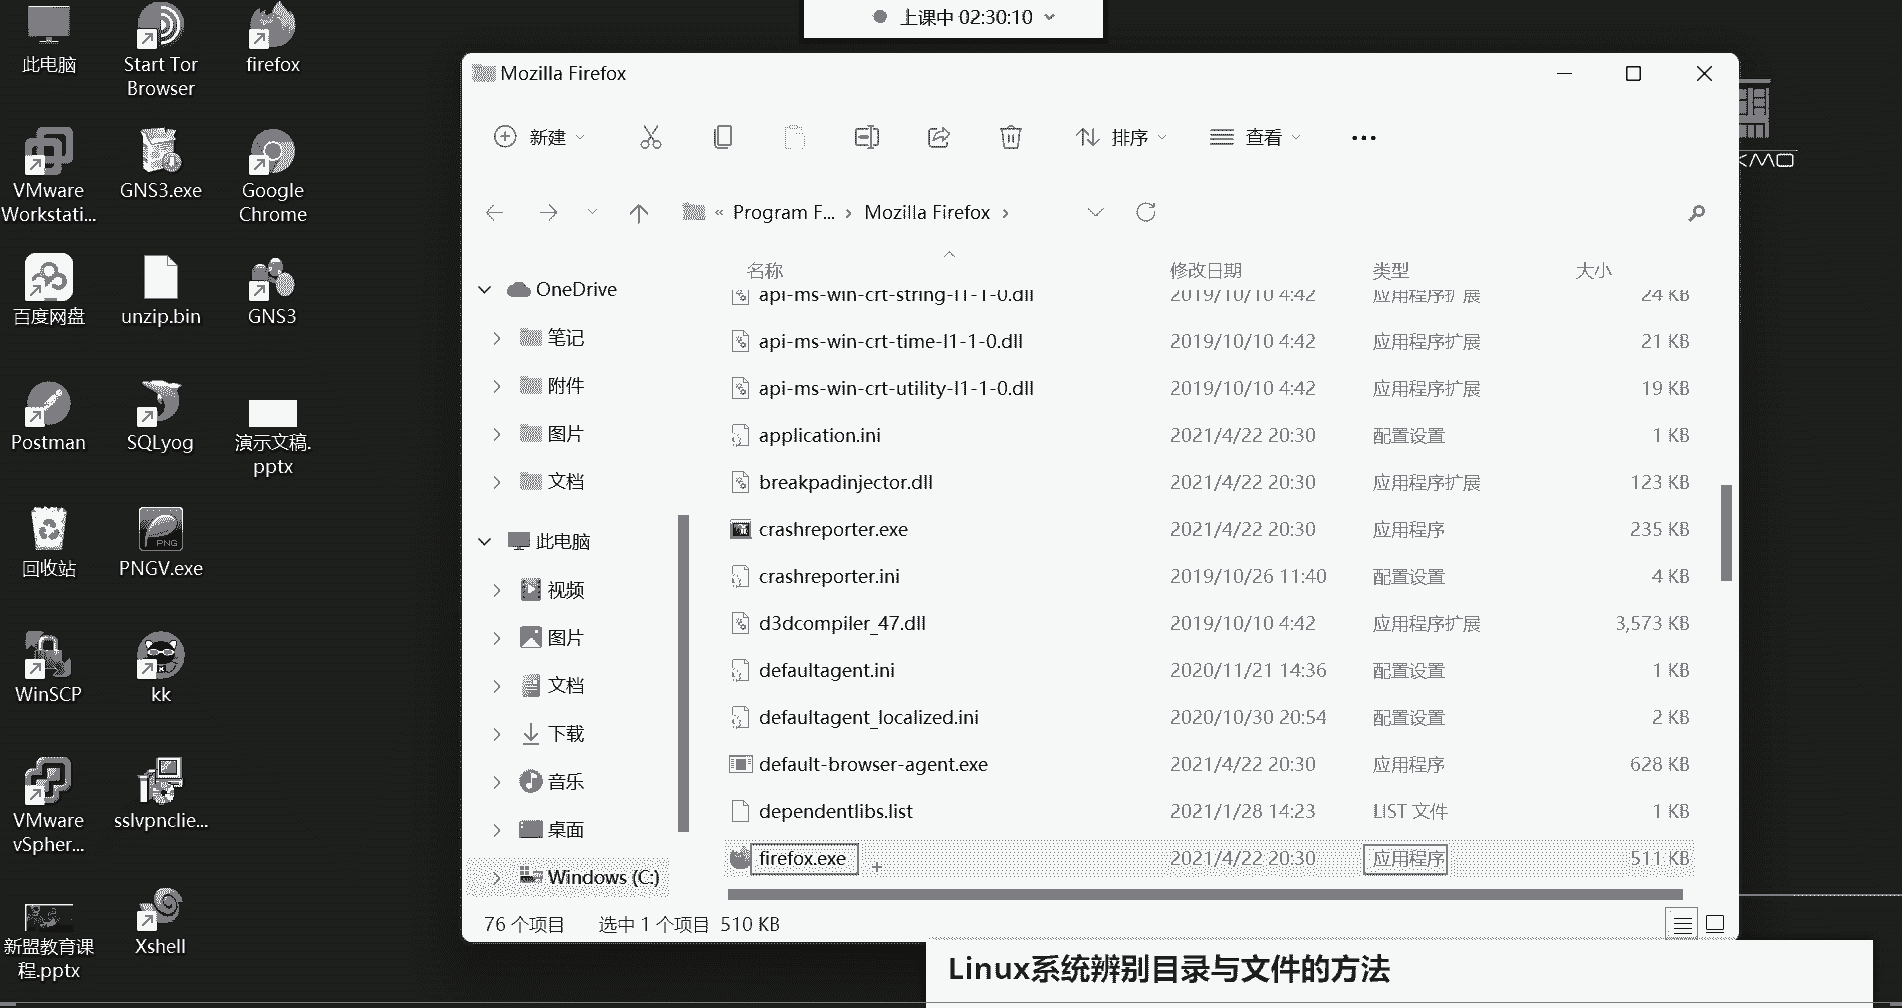 上课中 02:30:10
此电脑
Start Tor
Browser
firefox
VMware
Workstati...
GNS3.exe
Google
Chrome
百度网盘
unzip.bin
GNS3
Postman
SQLyog
演示文稿.
pptx
回收站
PNG
PNGV.exe
WinSCP
kk
VMware
vSpher...
sslvpnclie...
新盟教育课
程.pptx
Xshell
Mozilla Firefox
新建
排序
查看
« Program F... › Mozilla Firefox ›
OneDrive
笔记
附件
图片
文档
此电脑
视频
图片
文档
下载
音乐
桌面
Windows (C:)
名称 修改日期 类型 大小
api-ms-win-crt-string-l1-1-0.dll 2019/10/10 4:42 应用程序扩展 24 KB
api-ms-win-crt-time-l1-1-0.dll 2019/10/10 4:42 应用程序扩展 21 KB
api-ms-win-crt-utility-l1-1-0.dll 2019/10/10 4:42 应用程序扩展 19 KB
application.ini 2021/4/22 20:30 配置设置 1 KB
breakpadinjector.dll 2021/4/22 20:30 应用程序扩展 123 KB
crashreporter.exe 2021/4/22 20:30 应用程序 235 KB
crashreporter.ini 2019/10/26 11:40 配置设置 4 KB
d3dcompiler_47.dll 2019/10/10 4:42 应用程序扩展 3,573 KB
defaultagent.ini 2020/11/21 14:36 配置设置 1 KB
defaultagent_localized.ini 2020/10/30 20:54 配置设置 2 KB
default-browser-agent.exe 2021/4/22 20:30 应用程序 628 KB
dependentlibs.list 2021/1/28 14:23 LIST 文件 1 KB
firefox.exe 2021/4/22 20:30 应用程序 511 KB
76 个项目 选中 1 个项目 510 KB
Linux系统辨别目录与文件的方法